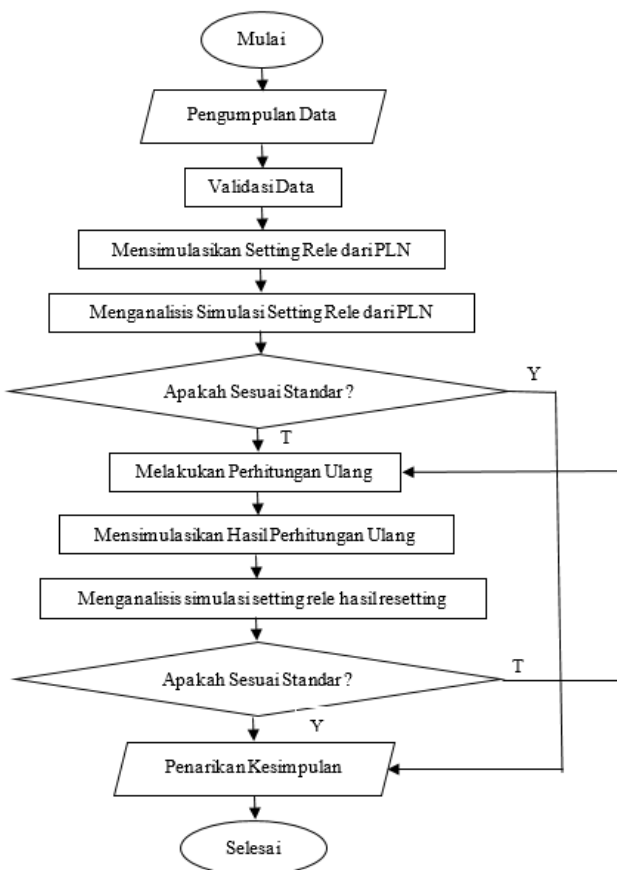 Mulai
Pengumpulan Data
Validasi Data
Mensimulasikan Setting Rele dari PLN
Menganalisis Simulasi Setting Rele dari PLN
Apakah Sesuai Standar ?
Y
T
Melakukan Perhitungan Ulang
Mensimulasikan Hasil Perhitungan Ulang
Menganalisis simulasi setting rele hasil resetting
Apakah Sesuai Standar ?
T
Y
Penarikan Kesimpulan
Selesai